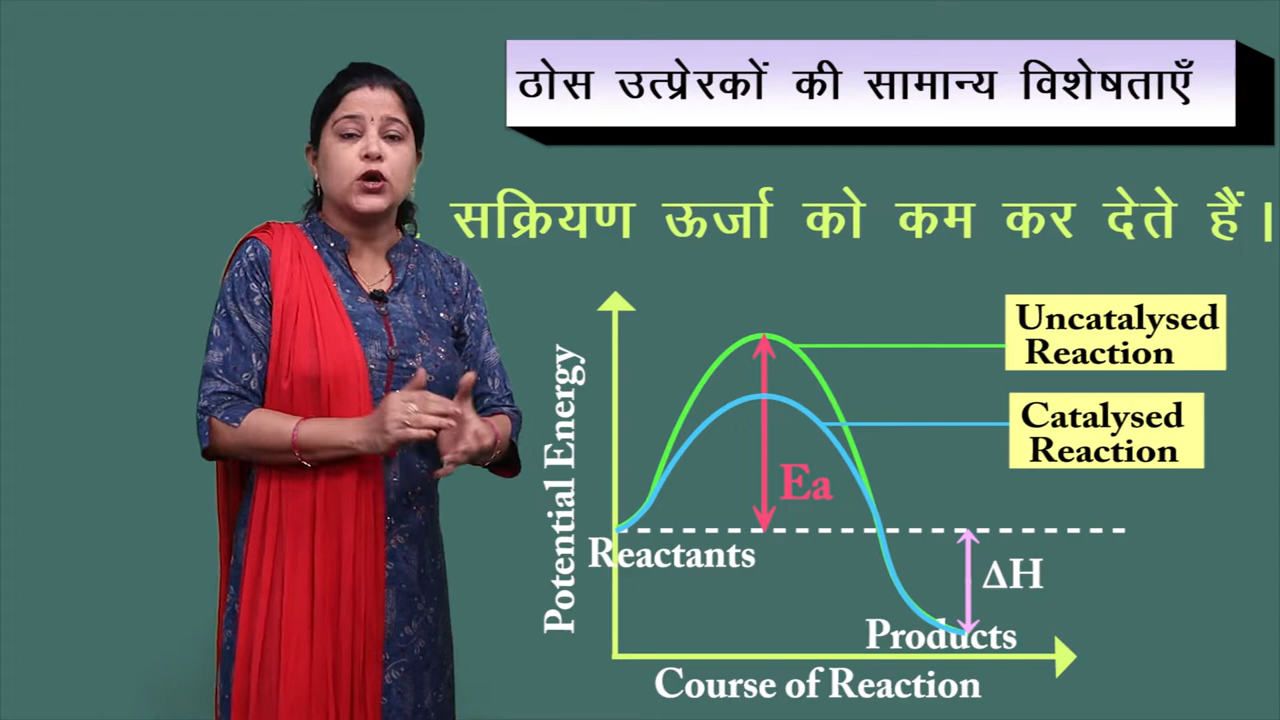 ठोस उत्प्रेरकों की सामान्य विशेषताएँ
सक्रियण ऊर्जा को कम कर देते हैं।
Uncatalysed
Reaction
Catalysed
Reaction
Potential Energy
Ea
Reactants
ΔH
Products
Course of Reaction